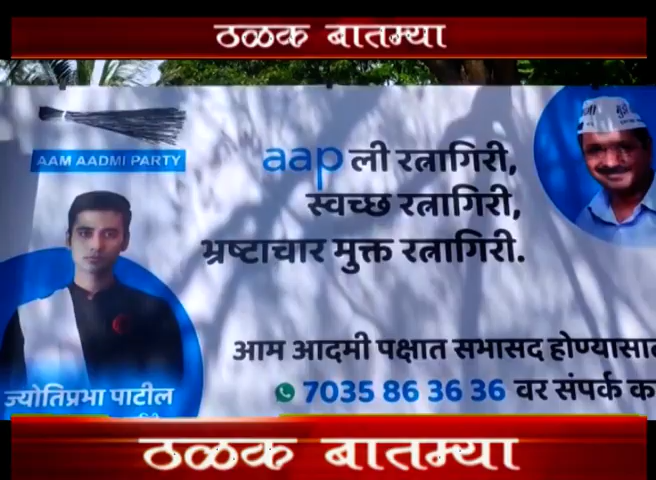 ठळक बातम्या
AAM AADMI PARTY
aapली रत्नागिरी,
स्वच्छ रत्नागिरी,
भ्रष्टाचार मुक्त रत्नागिरी.
आम आदमी पक्षात सभासद
7035 86 36 36 वर संपर्क
ज्योतिप्रभा पाटील
ठळक बातम्या